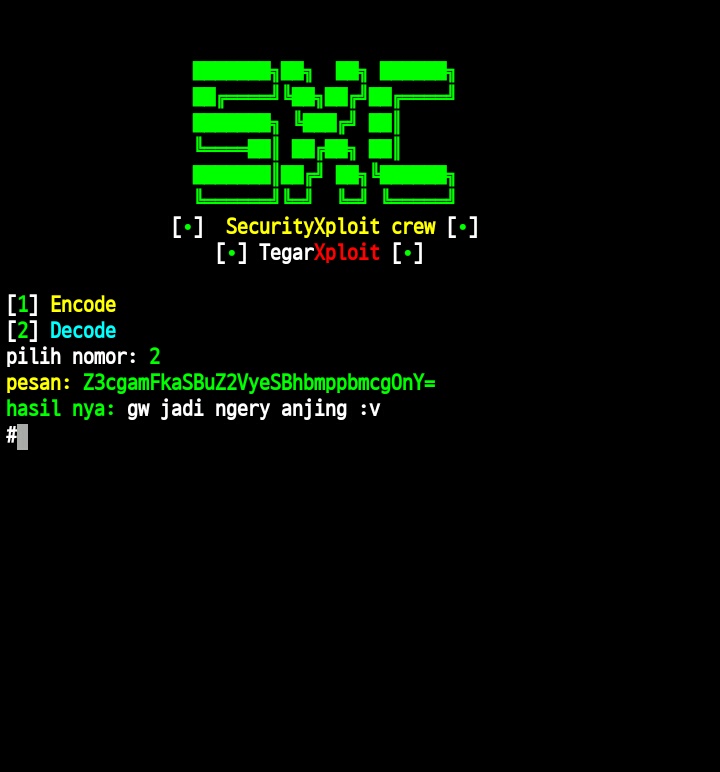 SXC
[•] SecurityXploit crew [•]
[•] TegarXploit [•]
[1] Encode
[2] Decode
pilih nomor: 2
pesan: Z3cgamFkaSBuZ2VyeSBhbmppbmcgOnY=
hasil nya: gw jadi ngery anjing :v
#